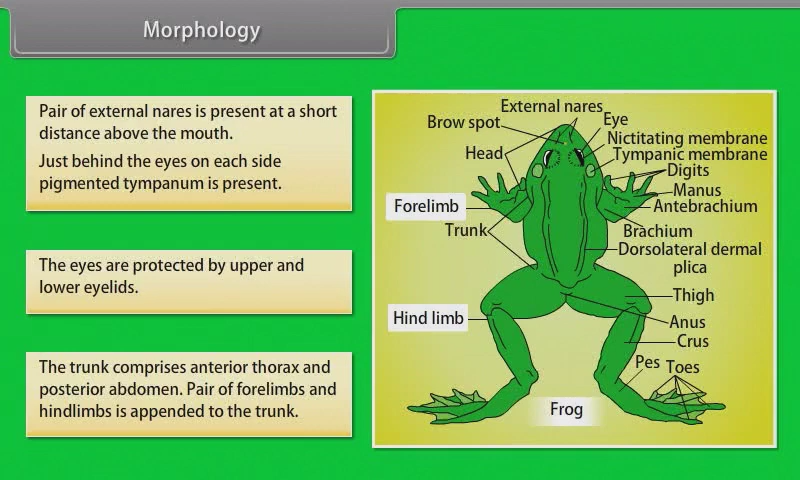 Morphology
Pair of external nares is present at a short
distance above the mouth.
Just behind the eyes on each side
pigmented tympanum is present.
The eyes are protected by upper and
lower eyelids.
The trunk comprises anterior thorax and
posterior abdomen. Pair of forelimbs and
hindlimbs is appended to the trunk.
External nares
Brow spot
Eye
Nictitating membrane
Head
Tympanic membrane
Digits
Manus
Forelimb
Antebrachium
Trunk
Brachium
Dorsolateral dermal
plica
Thigh
Hind limb
Anus
Crus
Pes
Toes
Frog